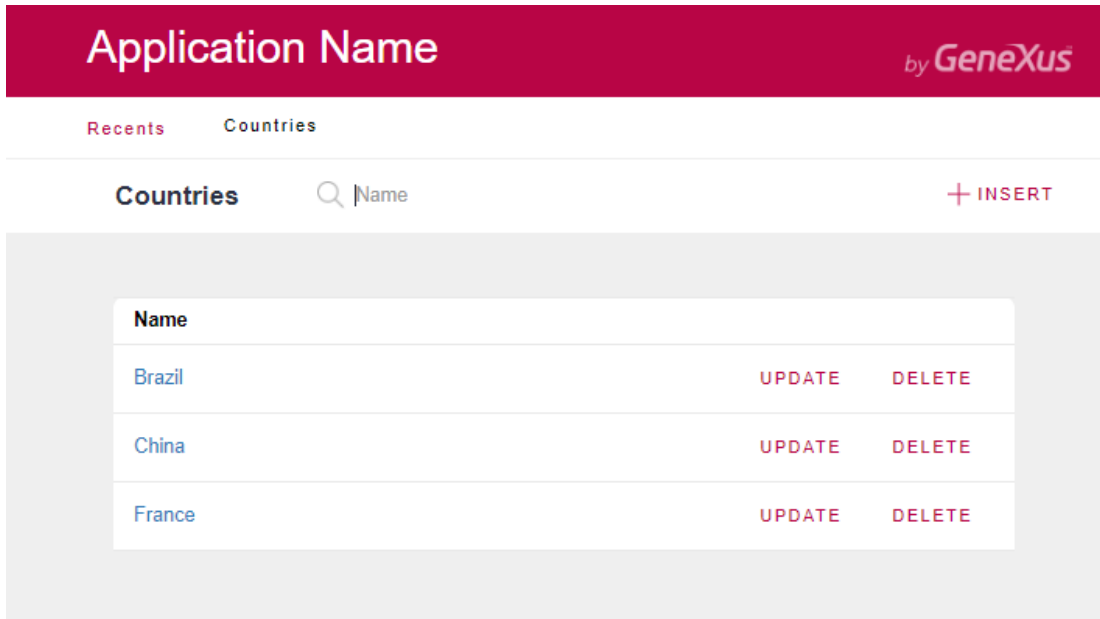 Application Name
by GeneXus
Recents Countries
Countries Name INSERT
Name
Brazil UPDATE DELETE
China UPDATE DELETE
France UPDATE DELETE